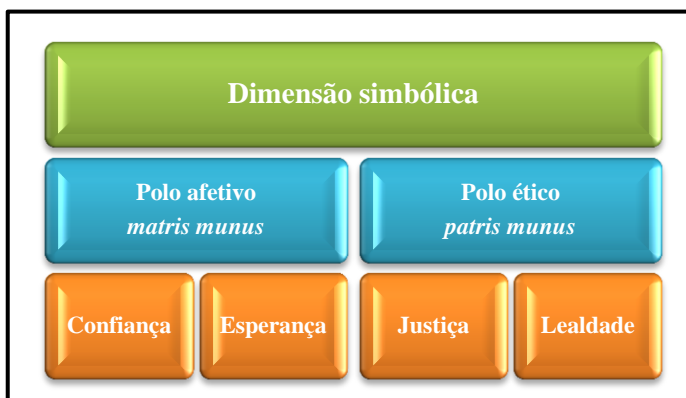 Dimensão simbólica
Polo afetivo
matris munus
Polo ético
patris munus
Confiança
Esperança
Justiça
Lealdade